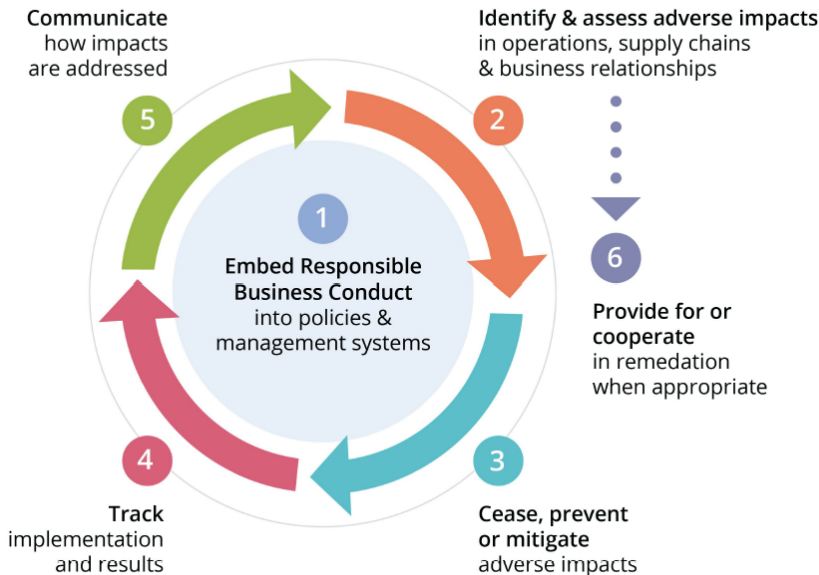 1
Embed Responsible
Business Conduct
into policies &
management systems
2
Identify & assess adverse impacts
in operations, supply chains
& business relationships
3
Cease, prevent
or mitigate
adverse impacts
4
Track
implementation
and results
5
Communicate
how impacts
are addressed
6
Provide for or
cooperate
in remedation
when appropriate